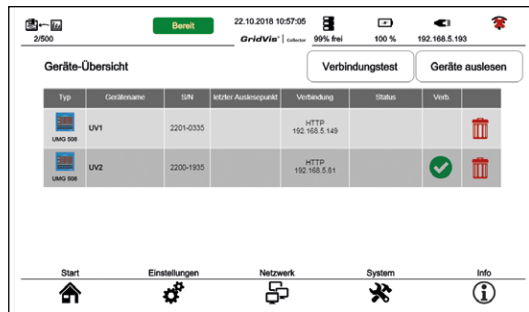 2/500
Bereit
22.10.2018 10:57:05
GridVis® | Collector
99% frei
100 %
192.168.5.193
Geräte-Übersicht
Verbindungstest
Geräte auslesen
Typ Gerätename S/N letzter Auslesepunkt Verbindung Status Verb.
UMG 508
UV1
2201-0335
HTTP
192.168.5.149
UMG 508
UV2
2200-1935
HTTP
192.168.5.81
Start Einstellungen Netzwerk System Info